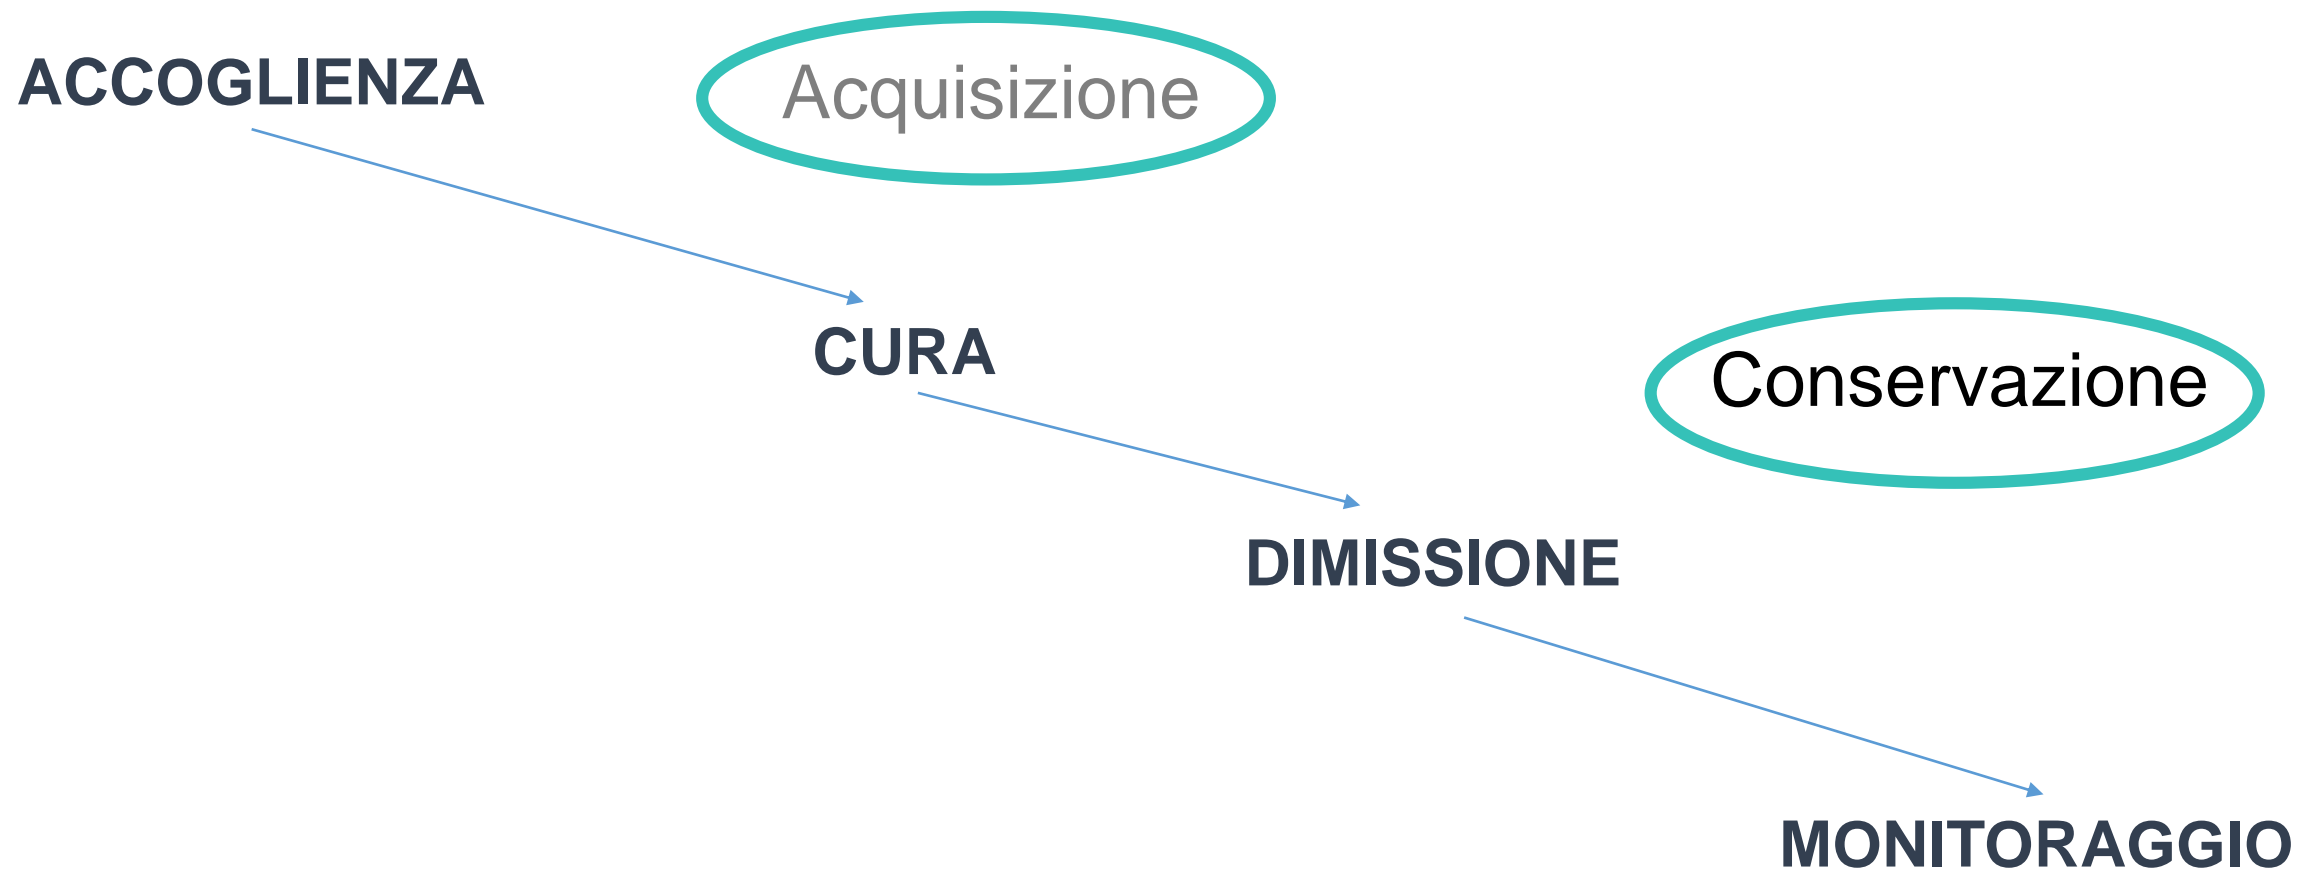 ACCOGLIENZA
Acquisizione
CURA
Conservazione
DIMISSIONE
MONITORAGGIO